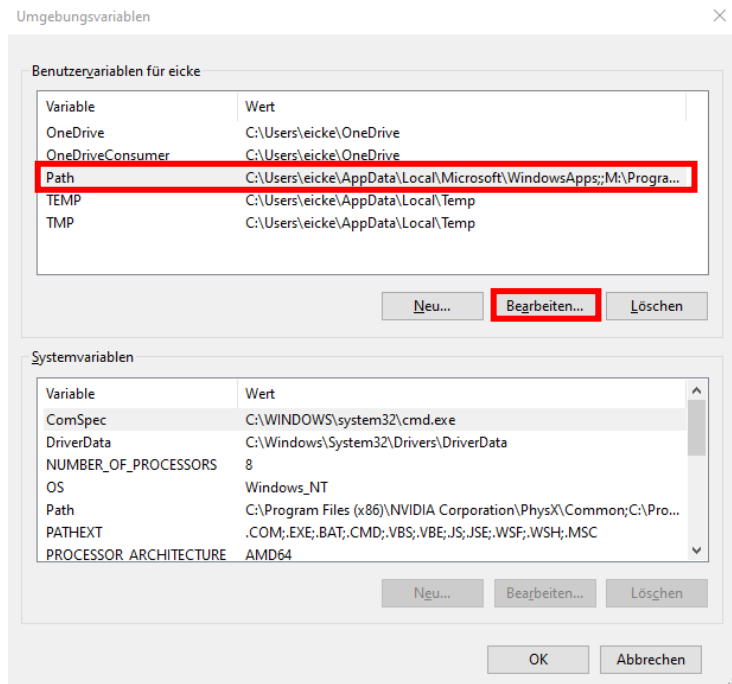 Umgebungsvariablen
Benutzervariablen für eicke
Variable Wert
OneDrive C:\Users\eicke\OneDrive
OneDriveConsumer C:\Users\eicke\OneDrive
Path C:\Users\eicke\AppData\Local\Microsoft\WindowsApps;;M:\Progra...
TEMP C:\Users\eicke\AppData\Local\Temp
TMP C:\Users\eicke\AppData\Local\Temp
Neu... Bearbeiten... Löschen
Systemvariablen
Variable Wert
ComSpec C:\WINDOWS\system32\cmd.exe
DriverData C:\Windows\System32\Drivers\DriverData
NUMBER_OF_PROCESSORS 8
OS Windows_NT
Path C:\Program Files (x86)\NVIDIA Corporation\PhysX\Common;C:\Pro...
PATHEXT .COM;.EXE;.BAT;.CMD;.VBS;.VBE;.JS;.JSE;.WSF;.WSH;.MSC
PROCESSOR_ARCHITECTURE AMD64
Neu... Bearbeiten... Löschen
OK Abbrechen